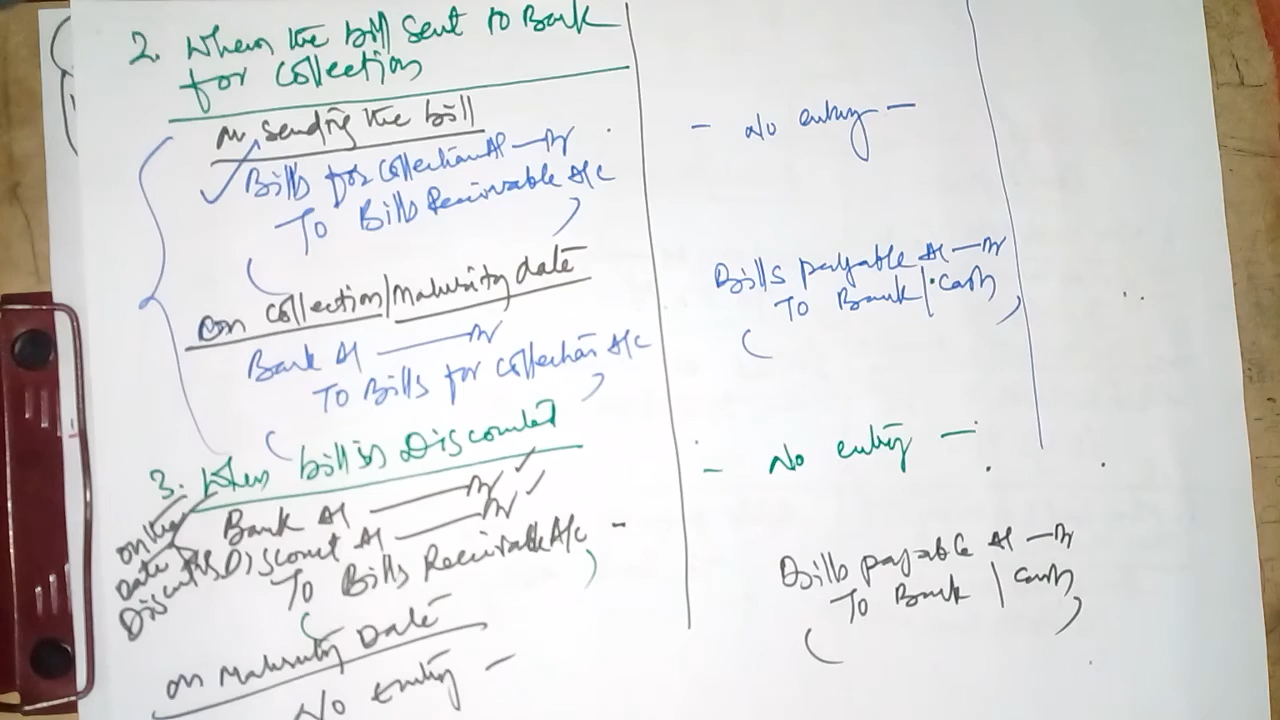 2. When the bill sent to Bank
for collection
on sending the bill
Bills for collection A/c — Dr
To Bills Receivable A/c
( )
- No entry -
on collection/Maturity date
Bank A/c — Dr
To Bills for collection A/c
( )
Bills payable A/c — Dr
To Bank / cash
( )
3. When bill is Discounted
on the
Date of
Discounting
Bank A/c — Dr
Discount A/c — Dr
To Bills Receivable A/c -
( )
- No entry -
on Maturity Date
No entry -
Bills payable A/c — Dr
To Bank / cash
( )